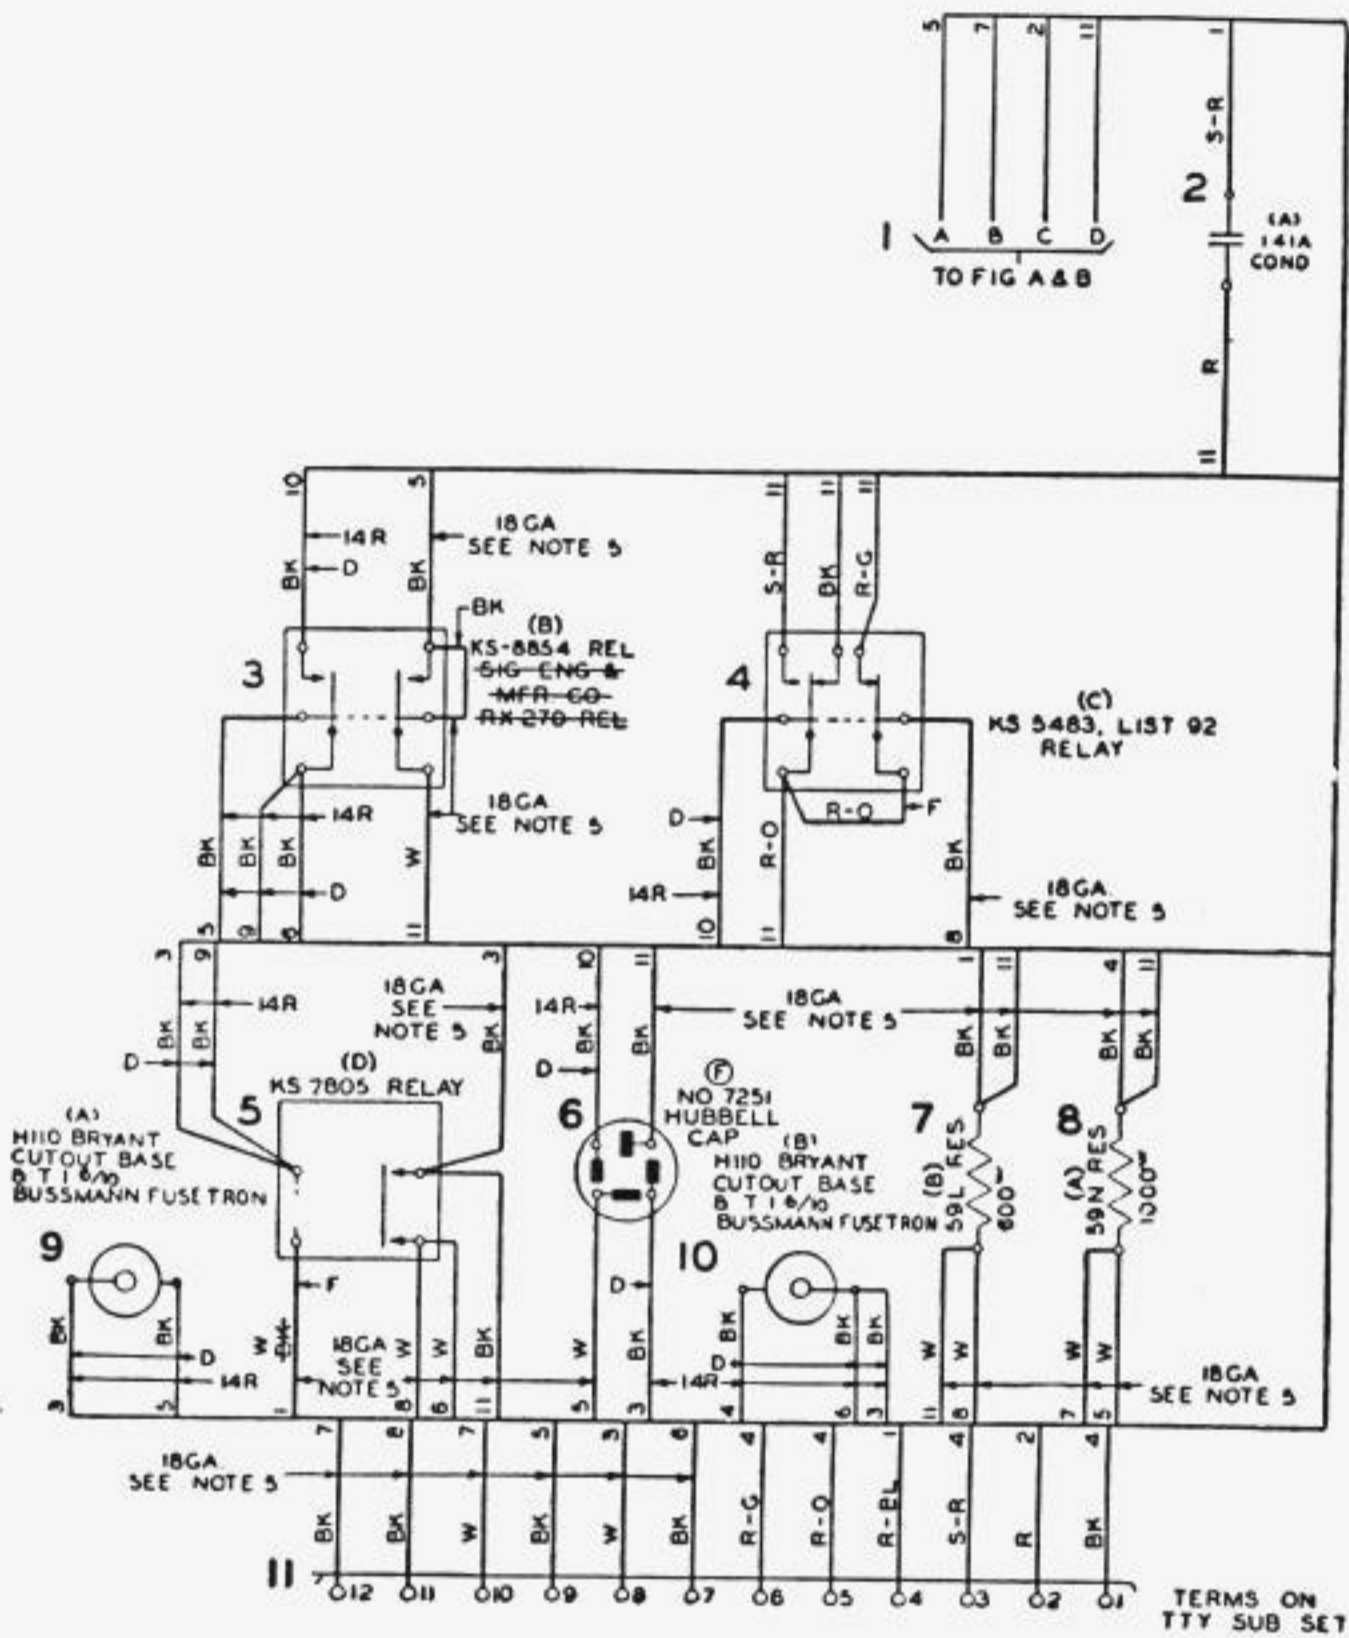 5 7 2 11 1
S-R
2
(A)
141A
COND
1
A B C D
TO FIG A & B
R
11
10 5 11 11 11
14R
18GA
SEE NOTE 5
BK D BK S-R BK R-G
BK
(B)
KS-8854 REL
SIG ENG &
MFR CO
RX 270 REL
3
4
(C)
KS 5483, LIST 92
RELAY
14R
18GA
SEE NOTE 5
D
R-O F
BK BK BK W BK R-O BK
D
14R
18GA
SEE NOTE 5
5 9 6 11 10 11 8
3 9 3 10 11 1 11 4 11
14R
18GA
SEE
NOTE 5
14R
18GA
SEE NOTE 5
BK BK BK BK BK BK BK BK BK
D
D
(D)
KS 7805 RELAY
5
6
(F)
NO 7251
HUBBELL
CAP
7
8
(A)
H110 BRYANT
CUTOUT BASE
B T 1 6/10
BUSSMANN FUSETRON
(B)
H110 BRYANT
CUTOUT BASE
B T 1 6/10
BUSSMANN FUSETRON
(B)
59L RES
600~
(A)
59N RES
1000ω
9
10
F
D
BK BK W BK W W BK W BK BK BK BK W W W W
D
14R
18GA
SEE
NOTE 5
D
14R
18GA
SEE NOTE 5
3 5 1 8 6 11 5 3 4 6 3 11 8 7 5
7 8 7 5 3 6 4 4 1 4 2 4
18GA
SEE NOTE 5
BK BK W BK W BK R-G R-O R-BL S-R R BK
11
12 11 10 9 8 7 6 5 4 3 2 1
TERMS ON
TTY SUB SET